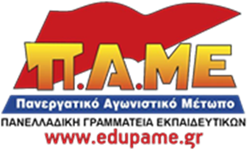 Π.Α.ΜΕ
Πανεργατικό Αγωνιστικό Μέτωπο
ΠΑΝΕΛΛΑΔΙΚΗ ΓΡΑΜΜΑΤΕΙΑ ΕΚΠΑΙΔΕΥΤΙΚΩΝ
www.edupame.gr